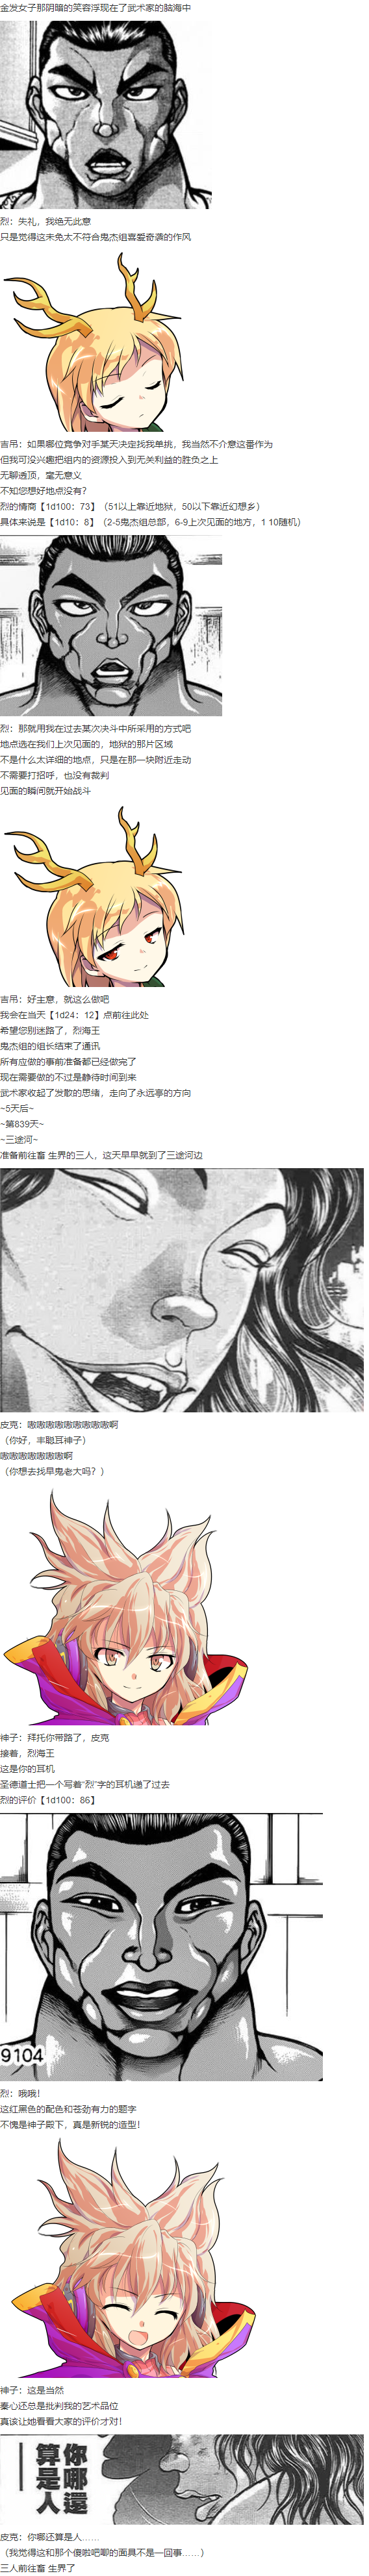 金发女子那阴暗的笑容浮现在了武术家的脑海中
烈：失礼，我绝无此意
只是觉得这未免太不符合鬼杰组喜爱奇袭的作风
吉吊：如果哪位竞争对手某天决定找我单挑，我当然不介意这番作为
但我可没兴趣把组内的资源投入到无关利益的胜负之上
无聊透顶，毫无意义
不知您想好地点没有？
烈的情商【1d100：73】（51以上靠近地狱，50以下靠近幻想乡）
具体来说是【1d10：8】（2-5鬼杰组总部，6-9上次见面的地方，1 10随机）
烈：那就用我在过去某次决斗中所采用的方式吧
地点选在我们上次见面的，地狱的那片区域
不是什么太详细的地点，只是在那一块附近走动
不需要打招呼，也没有裁判
见面的瞬间就开始战斗
吉吊：好主意，就这么做吧
我会在当天【1d24：12】点前往此处
希望您别迷路了，烈海王
鬼杰组的组长结束了通讯
所有应做的事前准备都已经做完了
现在需要做的不过是静待时间到来
武术家收起了发散的思绪，走向了永远亭的方向
~5天后~
~第839天~
~三途河~
准备前往畜 生界的三人，这天早早就到了三途河边
皮克：嗷嗷嗷嗷嗷嗷嗷嗷嗷啊
（你好，丰聪耳神子）
嗷嗷嗷嗷嗷嗷嗷啊
（你想去找早鬼老大吗？）
神子：拜托你带路了，皮克
接着，烈海王
这是你的耳机
圣德道士把一个写着“烈”字的耳机递了过去
烈的评价【1d100：86】
9104
烈：哦哦！
这红黑色的配色和苍劲有力的题字
不愧是神子殿下，真是新锐的造型！
神子：这是当然
秦心还总是批判我的艺术品位
真该让她看看大家的评价才对！
你哪還
算是人
皮克：你哪还算是人……
（我觉得这和那个傻啦吧唧的面具不是一回事……）
三人前往畜 生界了